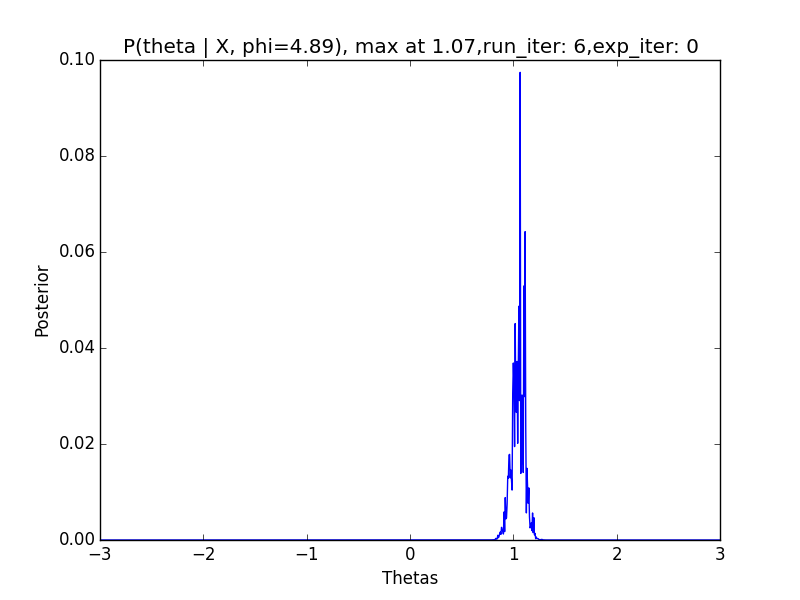 P(theta | X, phi=4.89), max at 1.07,run_iter: 6,exp_iter: 0
0.10
0.08
0.06
0.04
0.02
0.00
Posterior
−3 −2 −1 0 1 2 3
Thetas